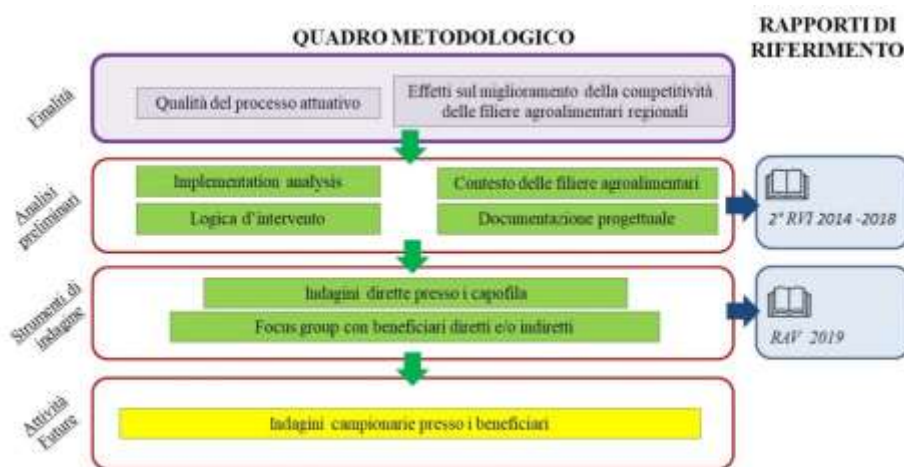 QUADRO METODOLOGICO
RAPPORTI DI
RIFERIMENTO
Finalità
Qualità del processo attuativo
Effetti sul miglioramento della competitività
delle filiere agroalimentari regionali
Analisi
preliminari
Implementation analysis
Contesto delle filiere agroalimentari
Logica d'intervento
Documentazione progettuale
2° RVI 2014 -2018
Strumenti di
indagine
Indagini dirette presso i capofila
Focus group con beneficiari diretti e/o indiretti
RAV 2019
Attività
Future
Indagini campionarie presso i beneficiari